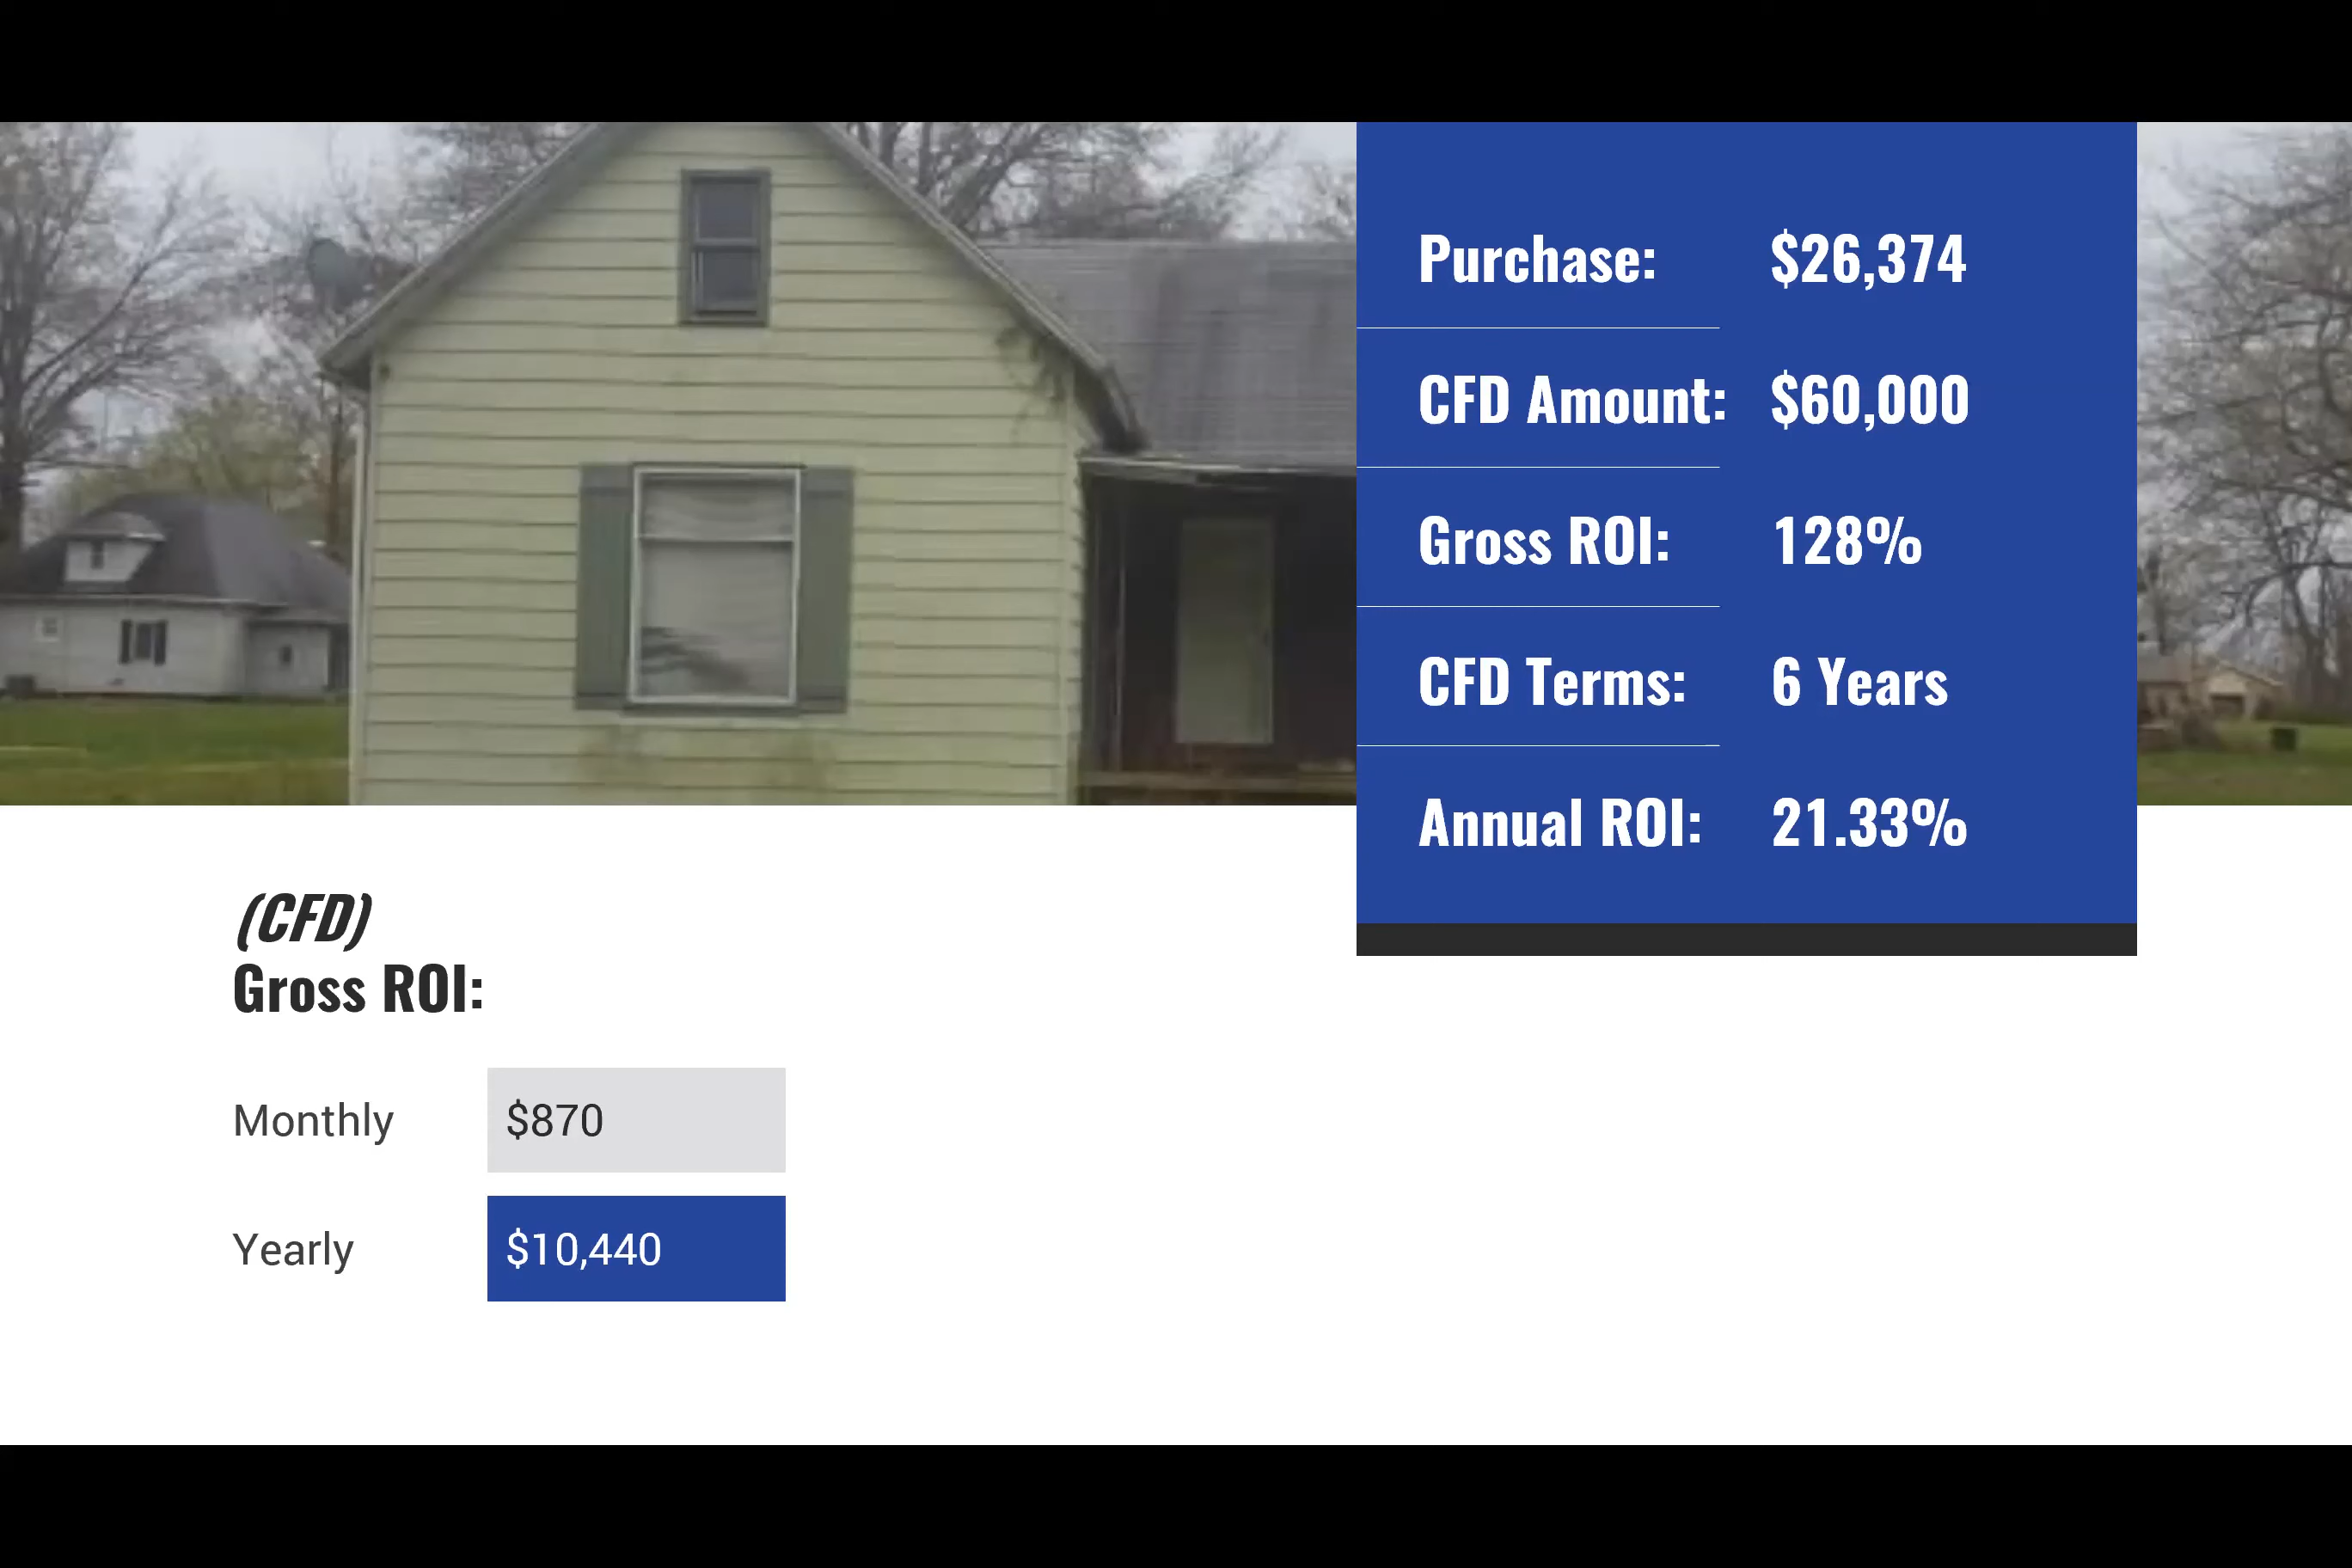 Purchase: $26,374
CFD Amount: $60,000
Gross ROI: 128%
CFD Terms: 6 Years
Annual ROI: 21.33%
(CFD)
Gross ROI:
Monthly $870
Yearly $10,440